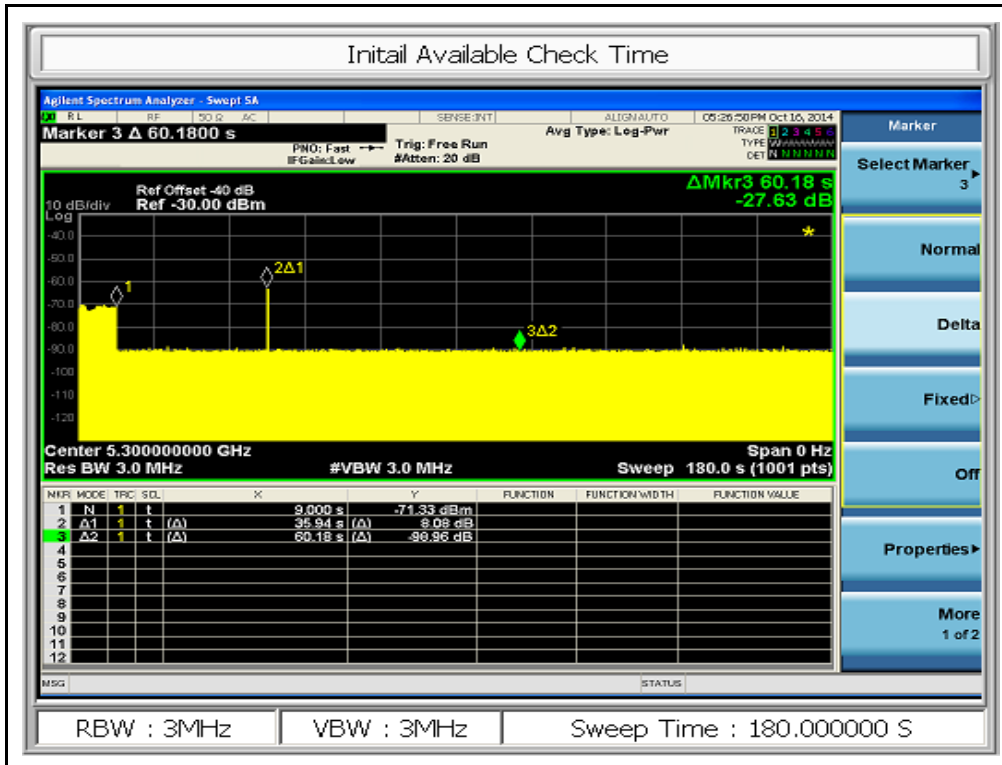 Initail Available Check Time
Agilent Spectrum Analyzer - Swept SA
RL RF 50 Ω AC SENSE:INT ALIGN AUTO 05:26:50 PM Oct 16, 2014
Marker 3 Δ 60.1800 s
PNO: Fast
IFGain:Low
Trig: Free Run
#Atten: 20 dB
Avg Type: Log-Pwr
TRACE 1 2 3 4 5 6
TYPE
DET N N N N N N
ΔMkr3 60.18 s
-27.63 dB
Ref Offset -40 dB
10 dB/div Ref -30.00 dBm
Log
-40.0
-50.0
-60.0
-70.0
-80.0
-90.0
-100
-110
-120
1
2Δ1
3Δ2
*
Center 5.300000000 GHz Span 0 Hz
Res BW 3.0 MHz #VBW 3.0 MHz Sweep 180.0 s (1001 pts)
MKR MODE TRC SCL X Y FUNCTION FUNCTION WIDTH FUNCTION VALUE
1 N 1 t 9.000 s -71.33 dBm
2 Δ1 1 t (Δ) 35.94 s (Δ) 8.08 dB
3 Δ2 1 t (Δ) 60.18 s (Δ) dB
4
5
6
7
8
9
10
11
12
MSG STATUS
Marker
Select Marker
3
Normal
Delta
Fixed
Off
Properties
More
1 of 2
RBW : 3MHz VBW : 3MHz Sweep Time : 180.000000 S